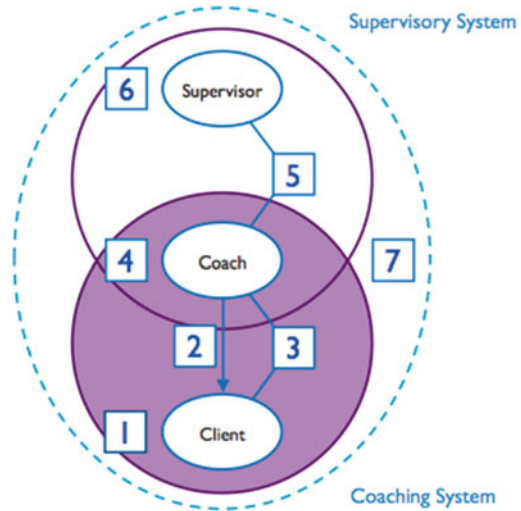 Supervisory System
6
Supervisor
5
4
Coach
7
2
3
1
Client
Coaching System